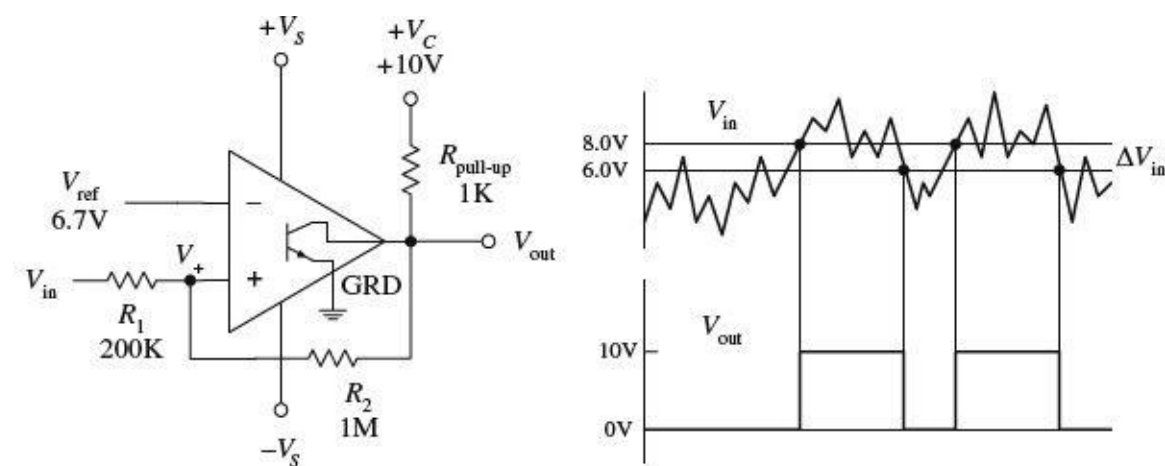 +V_S
+V_C
+10V
R_pull-up
1K
V_ref
6.7V
−
V_+
V_in
+
R_1
200K
GRD
V_out
R_2
1M
−V_S
V_in
8.0V
6.0V
ΔV_in
V_out
10V
0V